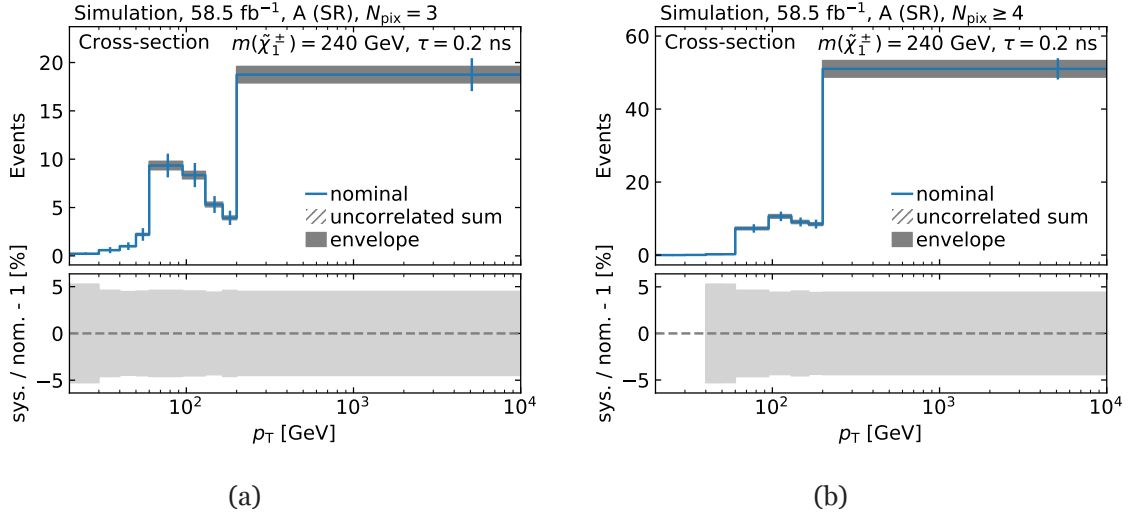 Simulation, 58.5 fb⁻¹, A (SR), N_pix = 3
Cross-section m(χ̃₁±) = 240 GeV, τ = 0.2 ns
20
15
10
5
0
Events
nominal
uncorrelated sum
envelope
5
0
−5
sys. / nom. - 1 [%]
10² 10³ 10⁴
p_T [GeV]
(a)
Simulation, 58.5 fb⁻¹, A (SR), N_pix ≥ 4
Cross-section m(χ̃₁±) = 240 GeV, τ = 0.2 ns
60
40
20
0
Events
nominal
uncorrelated sum
envelope
5
0
−5
sys. / nom. - 1 [%]
10² 10³ 10⁴
p_T [GeV]
(b)